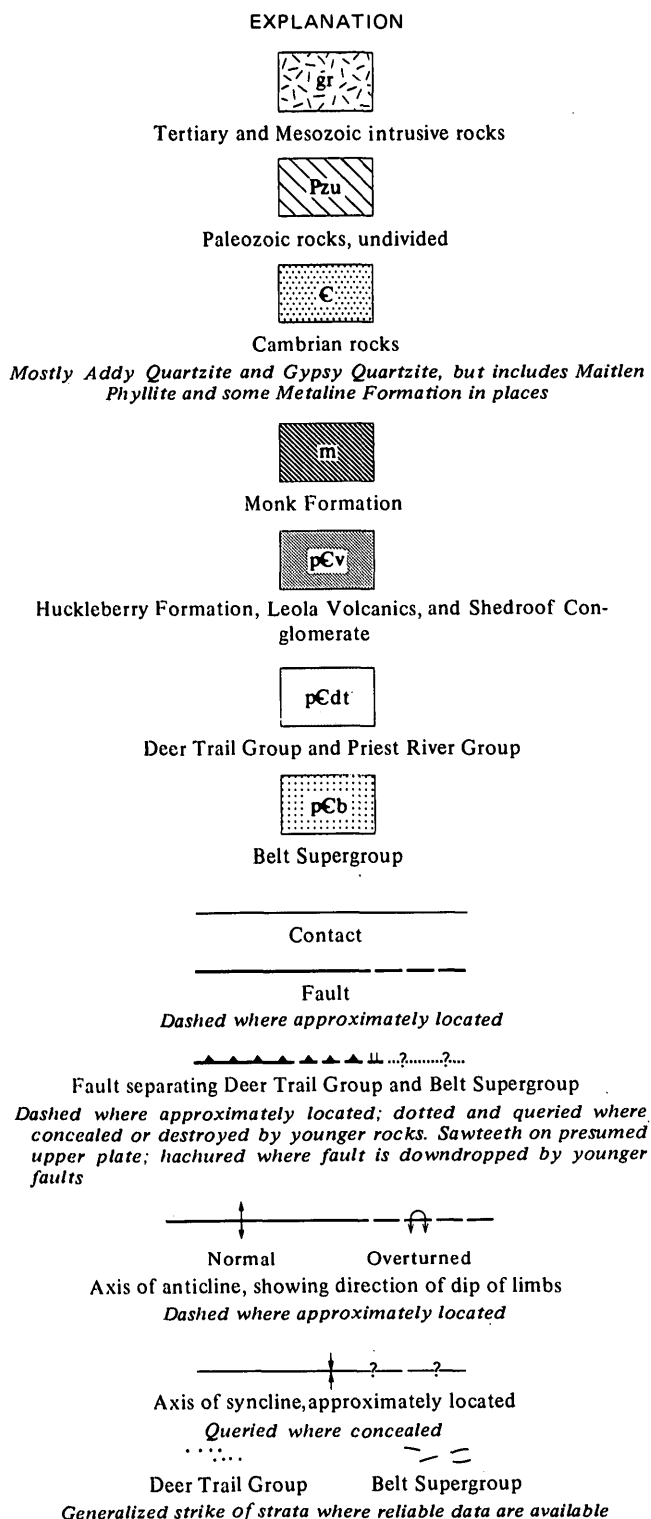 EXPLANATION
gr
Tertiary and Mesozoic intrusive rocks
Pzu
Paleozoic rocks, undivided
Є
Cambrian rocks
Mostly Addy Quartzite and Gypsy Quartzite, but includes Maitlen
Phyllite and some Metaline Formation in places
m
Monk Formation
pЄv
Huckleberry Formation, Leola Volcanics, and Shedroof Con-
glomerate
pЄdt
Deer Trail Group and Priest River Group
pЄb
Belt Supergroup
Contact
Fault
Dashed where approximately located
...?.........?....
Fault separating Deer Trail Group and Belt Supergroup
Dashed where approximately located; dotted and queried where
concealed or destroyed by younger rocks. Sawteeth on presumed
upper plate; hachured where fault is downdropped by younger
faults
Normal Overturned
Axis of anticline, showing direction of dip of limbs
Dashed where approximately located
? ?
Axis of syncline, approximately located
Queried where concealed
Deer Trail Group Belt Supergroup
Generalized strike of strata where reliable data are available